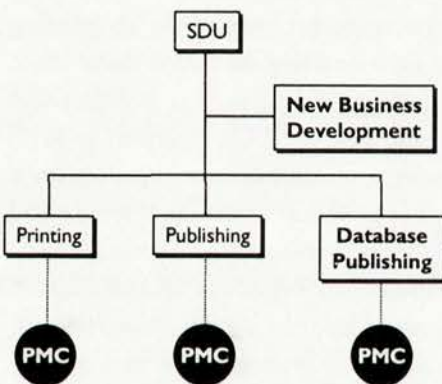 SDU
New Business
Development
Printing
Publishing
Database
Publishing
PMC
PMC
PMC